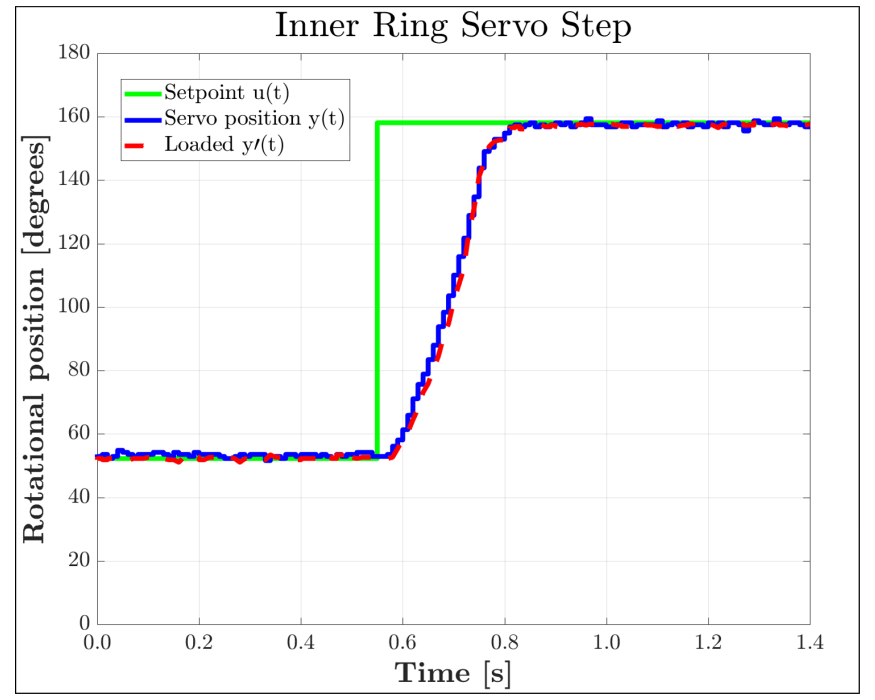 Inner Ring Servo Step
180
160
140
120
100
80
60
40
20
0
Rotational position [degrees]
Setpoint u(t)
Servo position y(t)
Loaded y′(t)
0.0 0.2 0.4 0.6 0.8 1.0 1.2 1.4
Time [s]